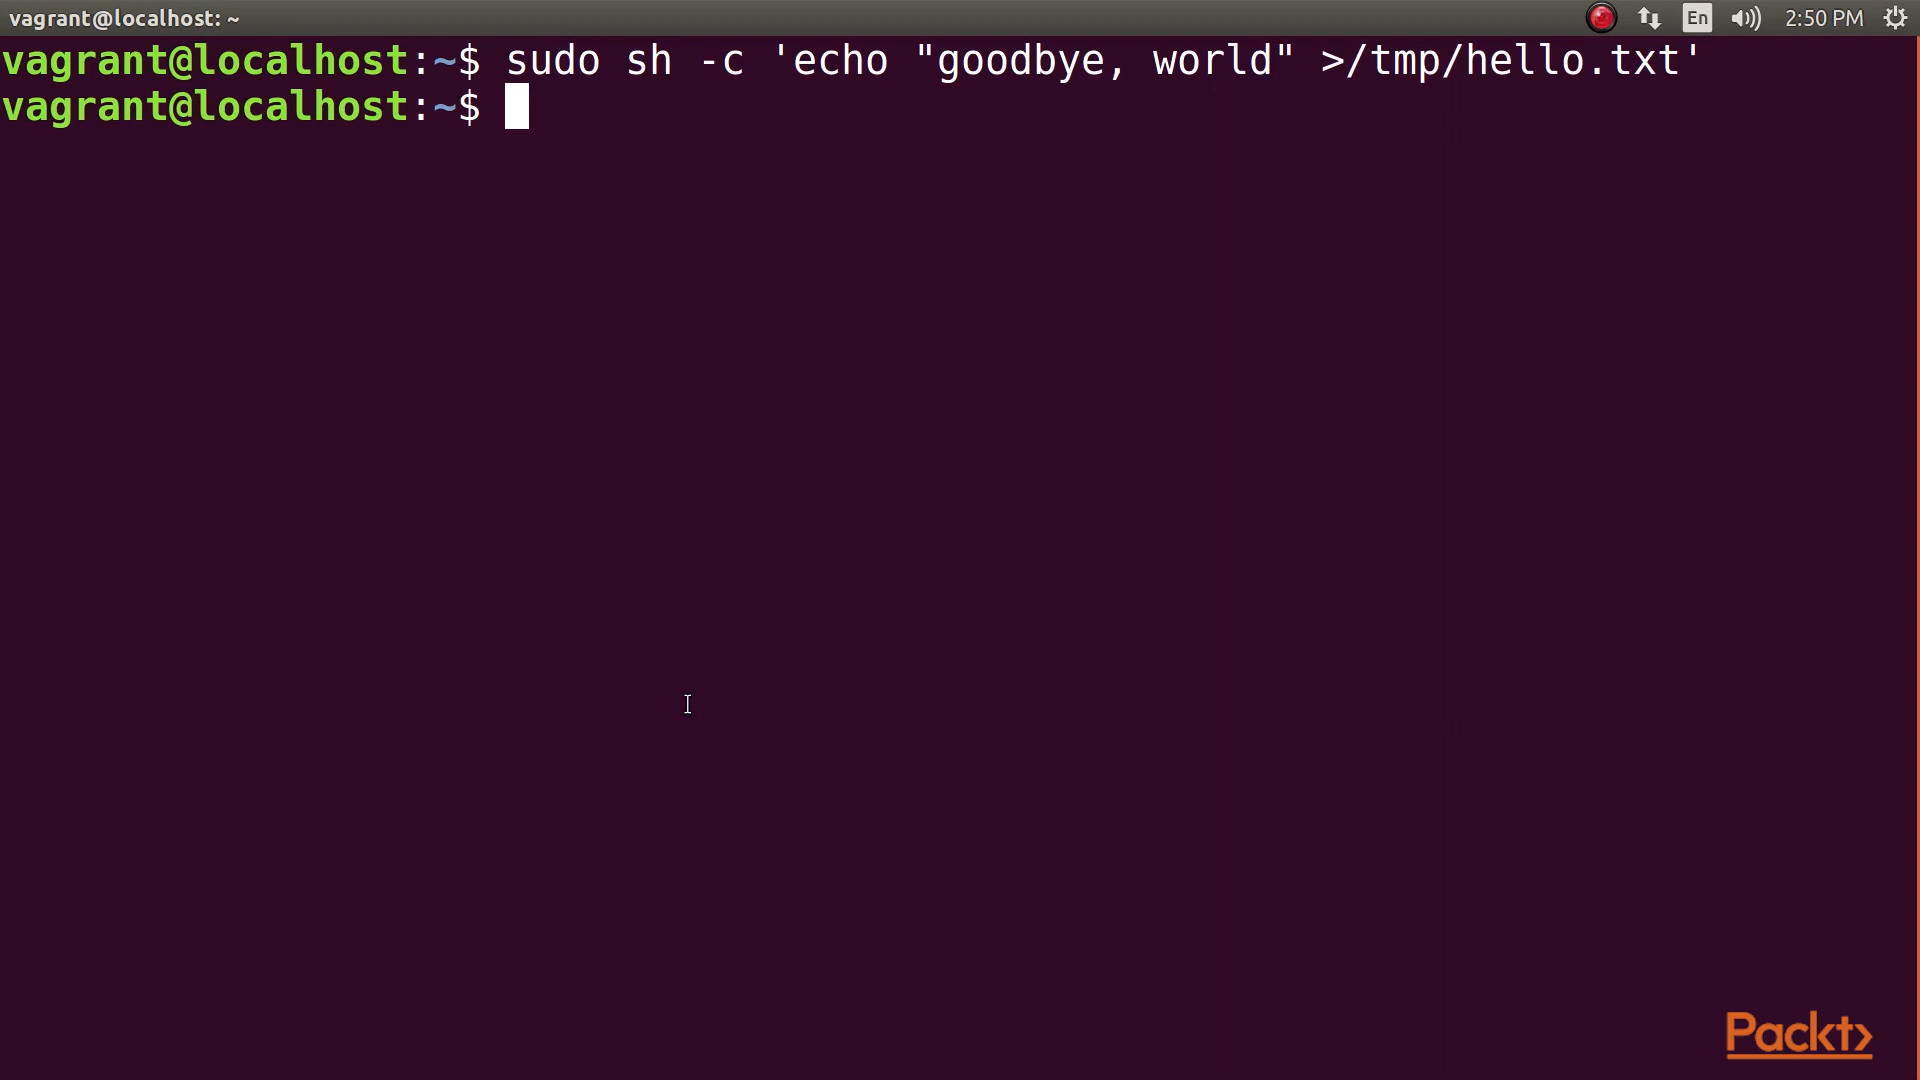 vagrant@localhost: ~
En
2:50 PM
vagrant@localhost:~$ sudo sh -c 'echo "goodbye, world" >/tmp/hello.txt'
vagrant@localhost:~$
Packt>